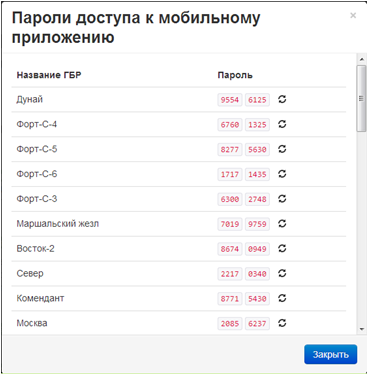 Пароли доступа к мобильному
приложению
×
Название ГБР Пароль
Дунай 9554 6125
Форт-С-4 6760 1325
Форт-С-5 8277 5630
Форт-С-6 1717 1435
Форт-С-3 6300 2748
Маршальский жезл 7019 9759
Восток-2 8674 0949
Север 2217 0340
Комендант 8771 5430
Москва 2085 6237
Закрыть